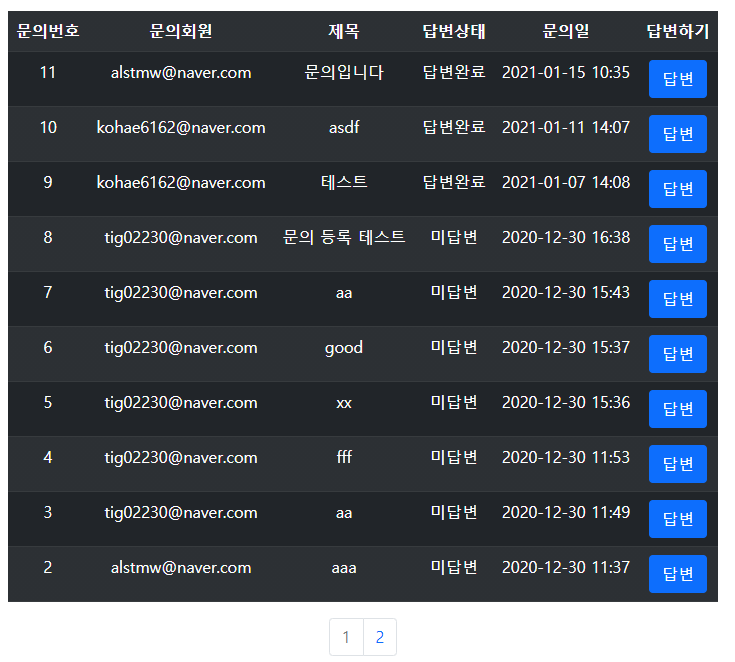 문의번호 문의회원 제목 답변상태 문의일 답변하기
11 alstmw@naver.com 문의입니다 답변완료 2021-01-15 10:35 답변
10 kohae6162@naver.com asdf 답변완료 2021-01-11 14:07 답변
9 kohae6162@naver.com 테스트 답변완료 2021-01-07 14:08 답변
8 tig02230@naver.com 문의 등록 테스트 미답변 2020-12-30 16:38 답변
7 tig02230@naver.com aa 미답변 2020-12-30 15:43 답변
6 tig02230@naver.com good 미답변 2020-12-30 15:37 답변
5 tig02230@naver.com xx 미답변 2020-12-30 15:36 답변
4 tig02230@naver.com fff 미답변 2020-12-30 11:53 답변
3 tig02230@naver.com aa 미답변 2020-12-30 11:49 답변
2 alstmw@naver.com aaa 미답변 2020-12-30 11:37 답변
1 2